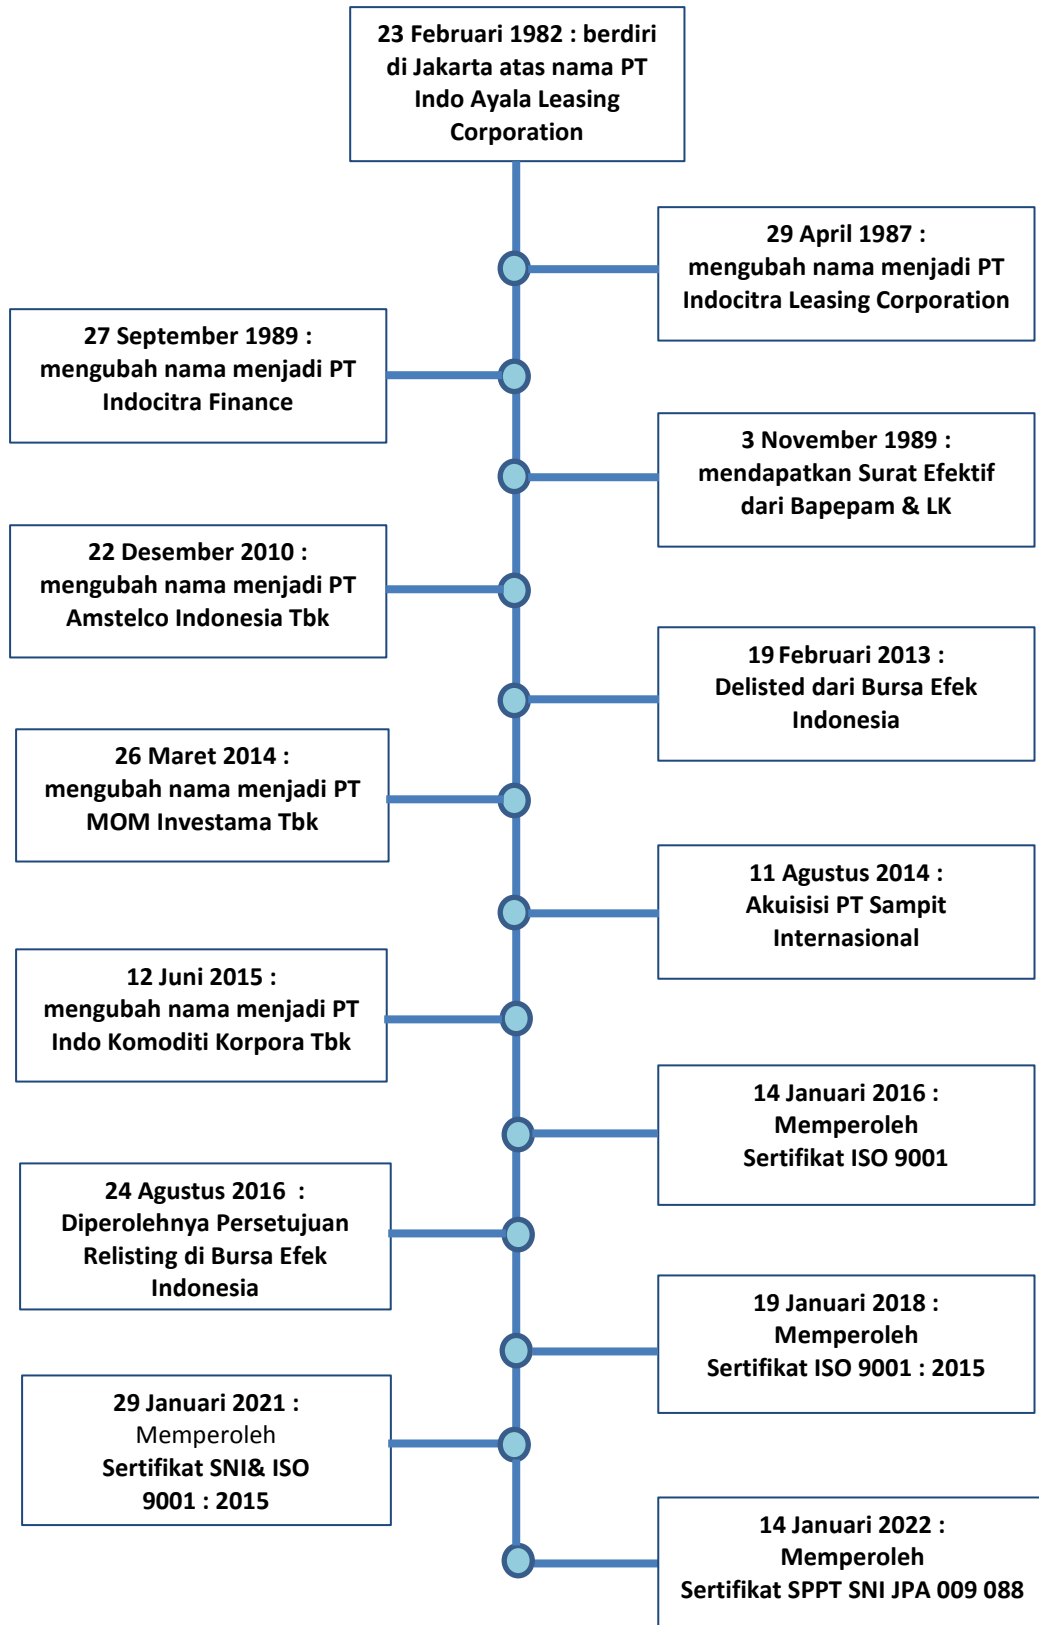 23 Februari 1982 : berdiri
di Jakarta atas nama PT
Indo Ayala Leasing
Corporation
29 April 1987 :
mengubah nama menjadi PT
Indocitra Leasing Corporation
27 September 1989 :
mengubah nama menjadi PT
Indocitra Finance
3 November 1989 :
mendapatkan Surat Efektif
dari Bapepam & LK
22 Desember 2010 :
mengubah nama menjadi PT
Amstelco Indonesia Tbk
19 Februari 2013 :
Delisted dari Bursa Efek
Indonesia
26 Maret 2014 :
mengubah nama menjadi PT
MOM Investama Tbk
11 Agustus 2014 :
Akuisisi PT Sampit
Internasional
12 Juni 2015 :
mengubah nama menjadi PT
Indo Komoditi Korpora Tbk
14 Januari 2016 :
Memperoleh
Sertifikat ISO 9001
24 Agustus 2016  :
Diperolehnya Persetujuan
Relisting di Bursa Efek
Indonesia
19 Januari 2018 :
Memperoleh
Sertifikat ISO 9001 : 2015
29 Januari 2021 :
Memperoleh
Sertifikat SNI& ISO
9001 : 2015
14 Januari 2022 :
Memperoleh
Sertifikat SPPT SNI JPA 009 088